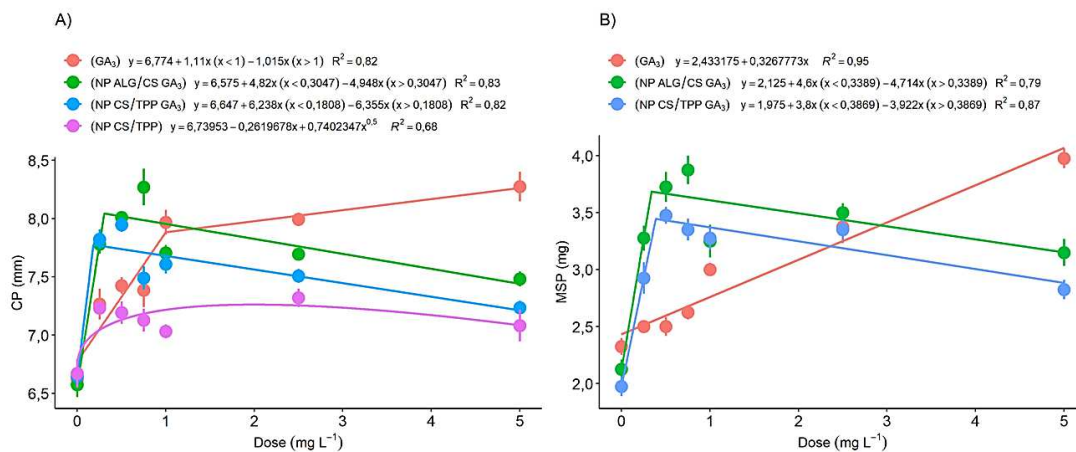 A)
(GA₃) y=6,774+1,11x(x<1)−1,015x(x>1) R²=0,82
(NP ALG/CS GA₃) y=6,575+4,82x(x<0,3047)−4,948x(x>0,3047) R²=0,83
(NP CS/TPP GA₃) y=6,647+6,238x(x<0,1808)−6,355x(x>0,1808) R²=0,82
(NP CS/TPP) y=6,73953−0,2619678x+0,7402347x⁰˒⁵ R²=0,68
8,5
8,0
7,5
7,0
6,5
CP (mm)
0 1 2 3 4 5
Dose (mg L⁻¹)
B)
(GA₃) y=2,433175+0,3267773x R²=0,95
(NP ALG/CS GA₃) y=2,125+4,6x(x<0,3389)−4,714x(x>0,3389) R²=0,79
(NP CS/TPP GA₃) y=1,975+3,8x(x<0,3869)−3,922x(x>0,3869) R²=0,87
4,0
3,5
3,0
2,5
2,0
MSP (mg)
0 1 2 3 4 5
Dose (mg L⁻¹)